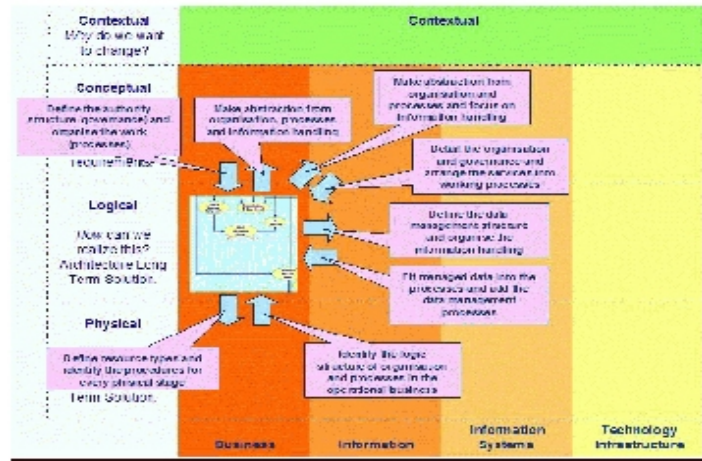 Contextual
Why do we want
to change?
Contextual
Conceptual
Define the authority
structure (governance) and
organise the work
(processes)
requirements.
Make abstraction from
organisation, processes
and information handling
Make abstraction from
organisation and
processes and focus on
information handling
Detail the organisation
and governance and
arrange the services into
working processes
Logical
How can we
realize this?
Architecture Long
Term Solution.
Define the data
management structure
and organise the
information handling
Fit managed data into the
processes and add the
data management
processes
Physical
Define resource types and
identify the procedures for
every physical stage
Term Solution.
Identify the logic
structure of organisation
and processes in the
operational business
Business
Information
Information
Systems
Technology
Infrastructure